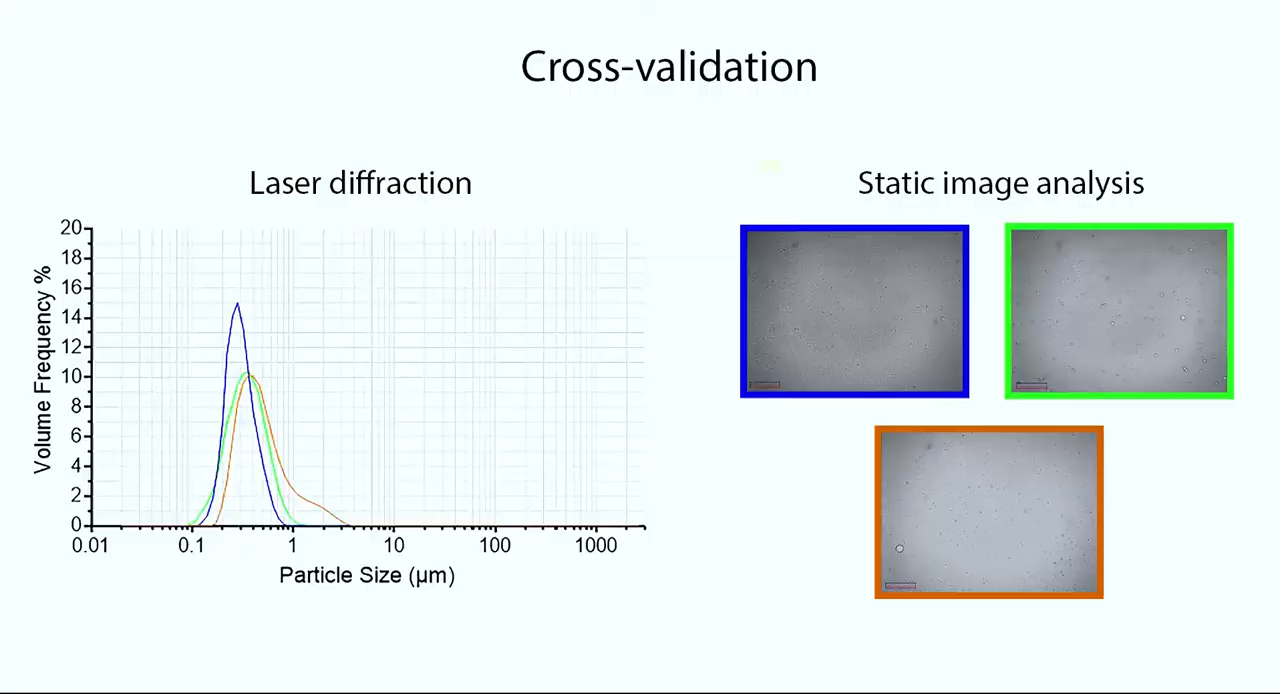 Cross-validation
Laser diffraction
Static image analysis
20
18
16
14
12
10
8
6
4
2
0
Volume Frequency %
0.01 0.1 1 10 100 1000
Particle Size (µm)